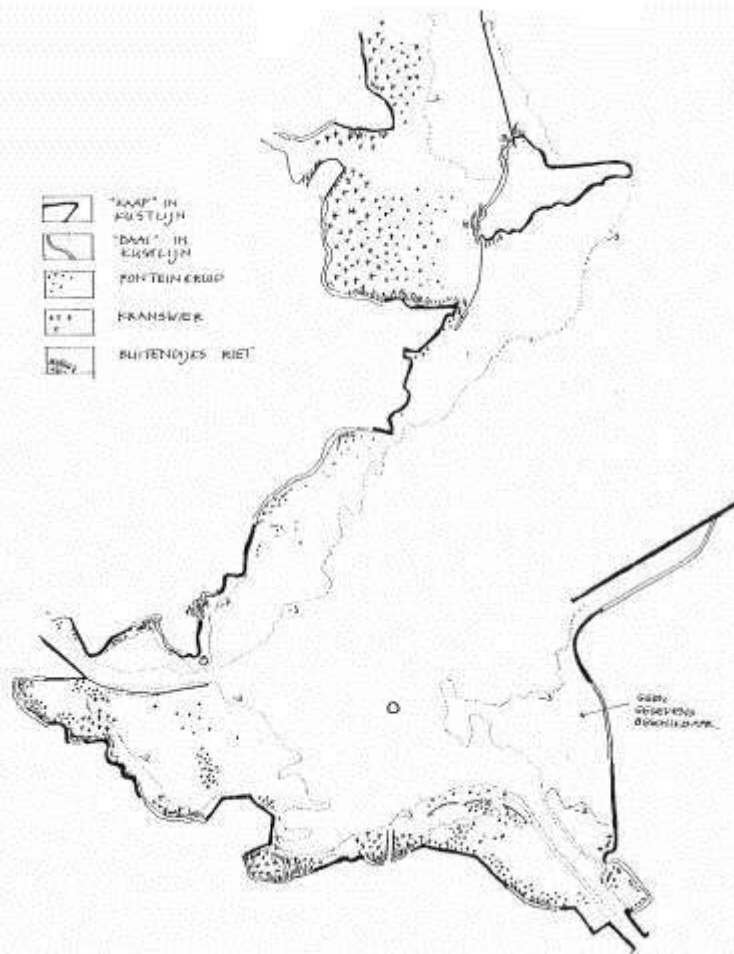 "KAAP" IN
KUSTLIJN
"BAAI" IN
KUSTLIJN
FONTEINKRUID
KRANSWIER
BUITENDIJKS RIET
GEEN
GEGEVENS
BESCHIKBAAR